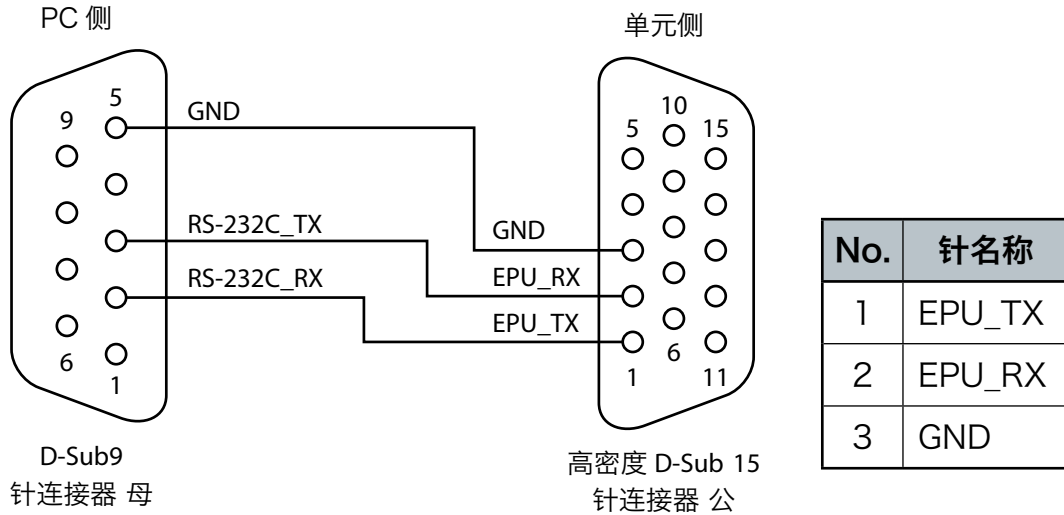 PC 侧
单元侧
5
9
GND
RS-232C_TX
RS-232C_RX
6
1
D-Sub9
针连接器 母
10
5
15
GND
EPU_RX
EPU_TX
1
6
11
高密度 D-Sub 15
针连接器 公
No. 针名称
1 EPU_TX
2 EPU_RX
3 GND